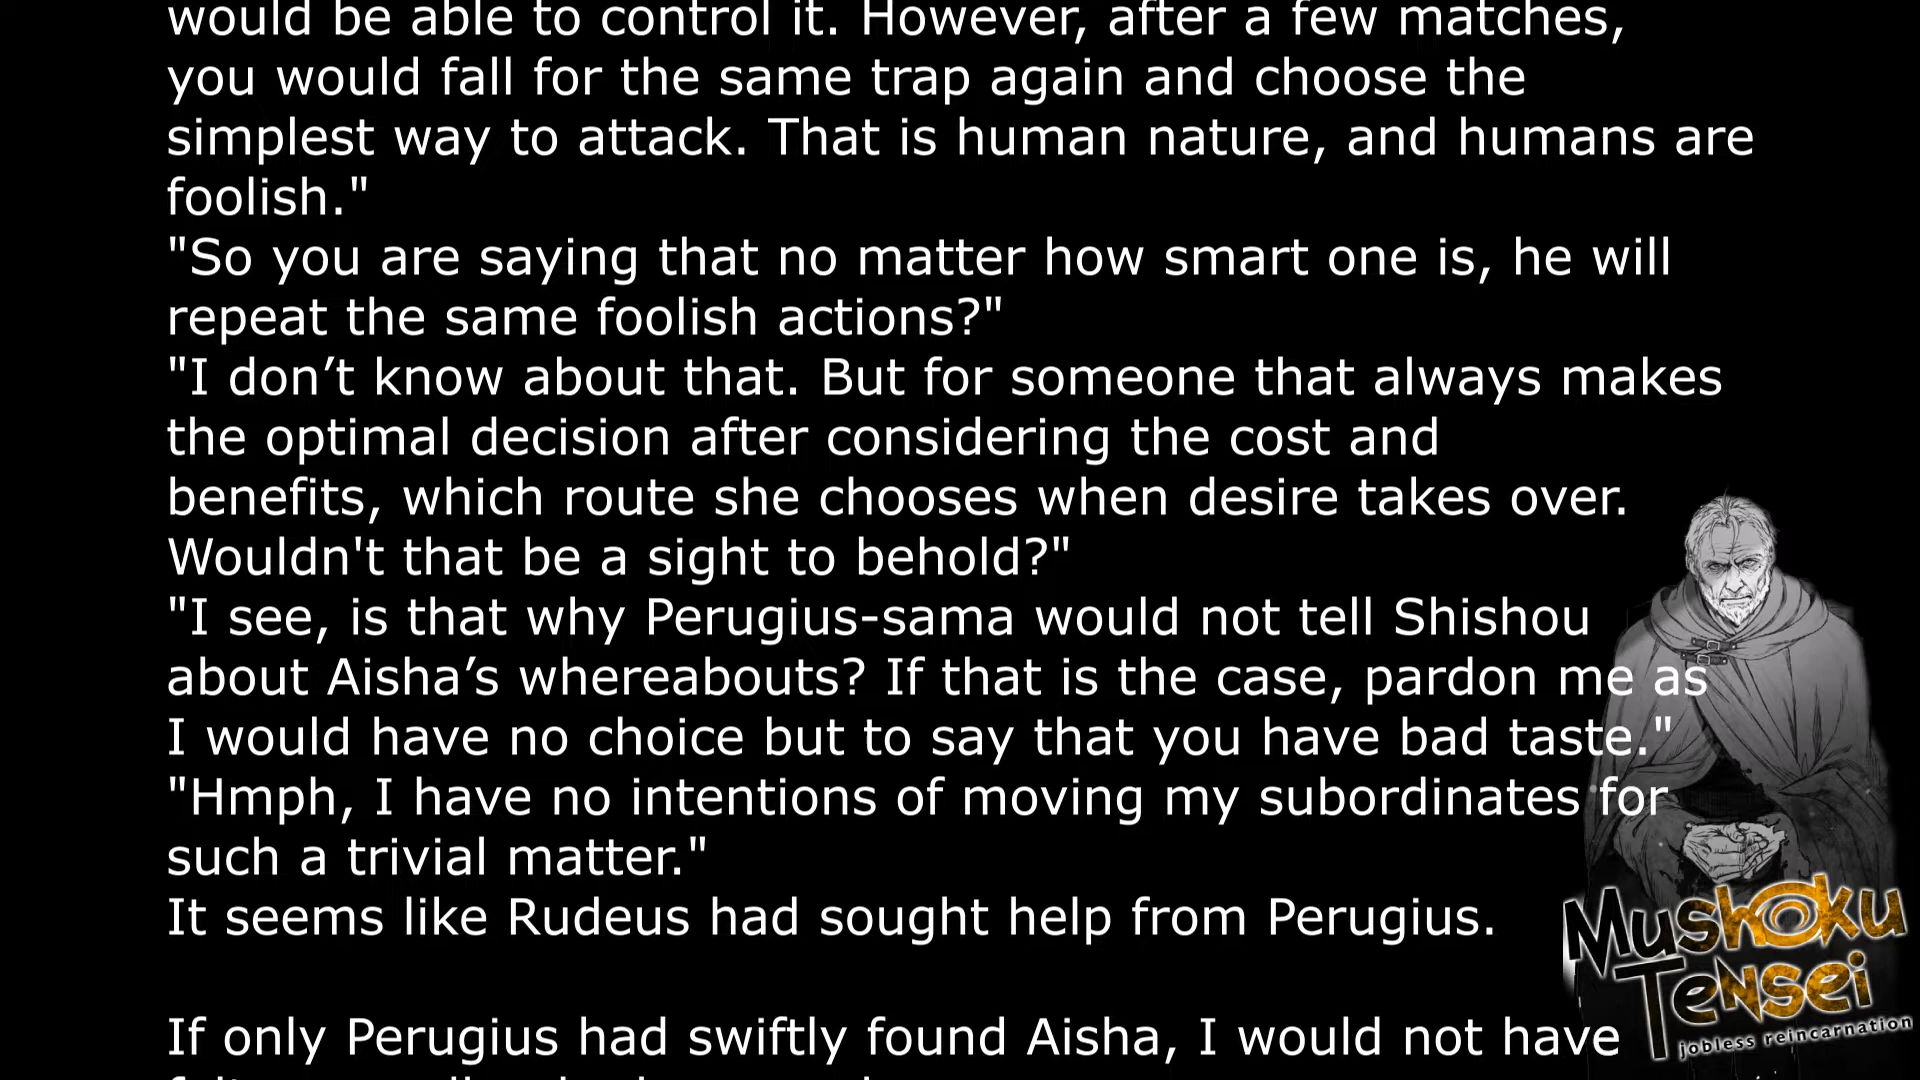 would be able to control it. However, after a few matches,
you would fall for the same trap again and choose the
simplest way to attack. That is human nature, and humans are
foolish."
"So you are saying that no matter how smart one is, he will
repeat the same foolish actions?"
"I don’t know about that. But for someone that always makes
the optimal decision after considering the cost and
benefits, which route she chooses when desire takes over.
Wouldn't that be a sight to behold?"
"I see, is that why Perugius-sama would not tell Shishou
about Aisha’s whereabouts? If that is the case, pardon me as
I would have no choice but to say that you have bad taste."
"Hmph, I have no intentions of moving my subordinates for
such a trivial matter."
It seems like Rudeus had sought help from Perugius.
If only Perugius had swiftly found Aisha, I would not have
Mushoku
Tensei
jobless reincarnation